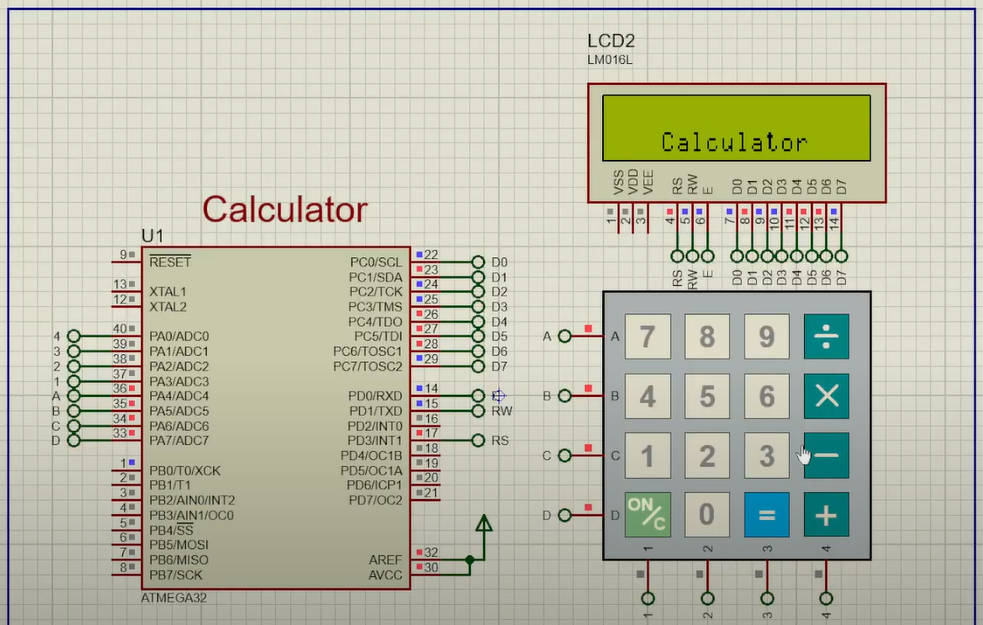 LCD2
LM016L
Calculator
VSS VDD VEE RS RW E D0 D1 D2 D3 D4 D5 D6 D7
1 2 3 4 5 6 7 8 9 10 11 12 13 14
RS RW E D0 D1 D2 D3 D4 D5 D6 D7
Calculator
U1
9 RESET PC0/SCL 22 D0
PC1/SDA 23 D1
13 XTAL1 PC2/TCK 24 D2
12 XTAL2 PC3/TMS 25 D3
PC4/TDO 26 D4
4 40 PA0/ADC0 PC5/TDI 27 D5
3 39 PA1/ADC1 PC6/TOSC1 28 D6
2 38 PA2/ADC2 PC7/TOSC2 29 D7
1 37 PA3/ADC3
A 36 PA4/ADC4 PD0/RXD 14
B 35 PA5/ADC5 PD1/TXD 15 RW
C 34 PA6/ADC6 PD2/INT0 16
D 33 PA7/ADC7 PD3/INT1 17 RS
PD4/OC1B 18
1 PB0/T0/XCK PD5/OC1A 19
2 PB1/T1 PD6/ICP1 20
3 PB2/AIN0/INT2 PD7/OC2 21
4 PB3/AIN1/OC0
5 PB4/SS
6 PB5/MOSI
7 PB6/MISO AREF 32
8 PB7/SCK AVCC 30
ATMEGA32
A A 7 8 9 ÷
B B 4 5 6 ×
C C 1 2 3 −
D D ON/C 0 = +
1 2 3 4
1 2 3 4